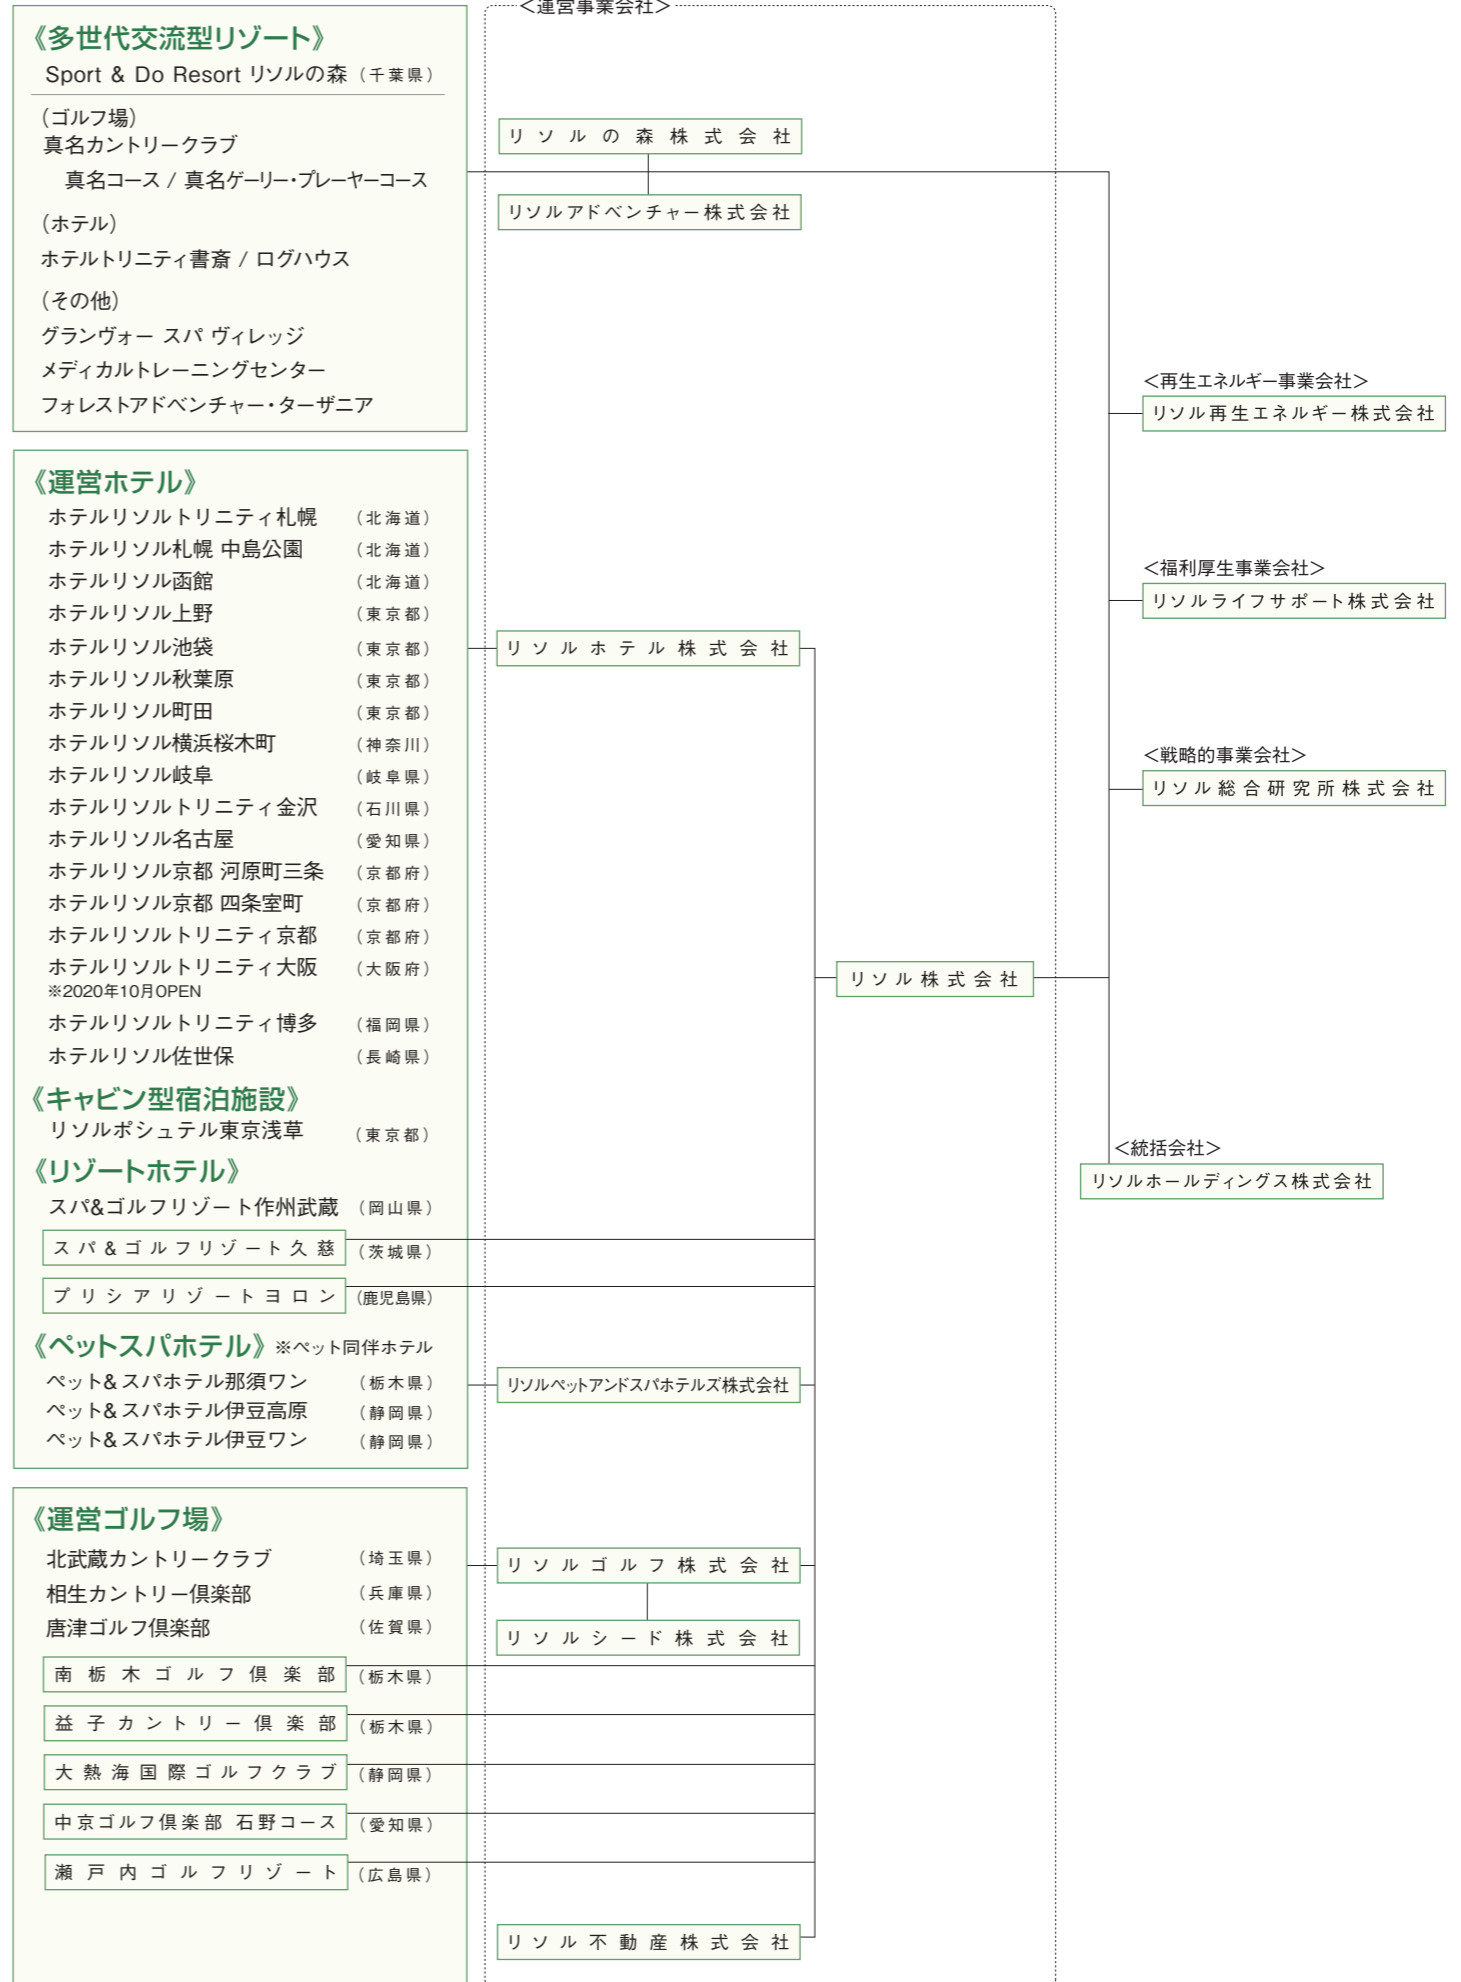 ＜運営事業会社＞
《多世代交流型リゾート》
Sport & Do Resort リソルの森（千葉県）
（ゴルフ場）
真名カントリークラブ
真名コース / 真名ゲーリー・プレーヤーコース
（ホテル）
ホテルトリニティ書斎 / ログハウス
（その他）
グランヴォー スパ ヴィレッジ
メディカルトレーニングセンター
フォレストアドベンチャー・ターザニア
リソルの森株式会社
リソルアドベンチャー株式会社
＜再生エネルギー事業会社＞
リソル再生エネルギー株式会社
＜福利厚生事業会社＞
リソルライフサポート株式会社
＜戦略的事業会社＞
リソル総合研究所株式会社
＜統括会社＞
リソルホールディングス株式会社
リソル株式会社
《運営ホテル》
ホテルリソルトリニティ札幌（北海道）
ホテルリソル札幌 中島公園（北海道）
ホテルリソル函館（北海道）
ホテルリソル上野（東京都）
ホテルリソル池袋（東京都）
ホテルリソル秋葉原（東京都）
ホテルリソル町田（東京都）
ホテルリソル横浜桜木町（神奈川）
ホテルリソル岐阜（岐阜県）
ホテルリソルトリニティ金沢（石川県）
ホテルリソル名古屋（愛知県）
ホテルリソル京都 河原町三条（京都府）
ホテルリソル京都 四条室町（京都府）
ホテルリソルトリニティ京都（京都府）
ホテルリソルトリニティ大阪（大阪府）
※2020年10月OPEN
ホテルリソルトリニティ博多（福岡県）
ホテルリソル佐世保（長崎県）
リソルホテル株式会社
《キャビン型宿泊施設》
リソルポシュテル東京浅草（東京都）
《リゾートホテル》
スパ&ゴルフリゾート作州武蔵（岡山県）
スパ&ゴルフリゾート久慈（茨城県）
プリシアリゾートヨロン（鹿児島県）
《ペットスパホテル》※ペット同伴ホテル
ペット&スパホテル那須ワン（栃木県）
ペット&スパホテル伊豆高原（静岡県）
ペット&スパホテル伊豆ワン（静岡県）
リソルペットアンドスパホテルズ株式会社
《運営ゴルフ場》
北武蔵カントリークラブ（埼玉県）
相生カントリー倶楽部（兵庫県）
唐津ゴルフ倶楽部（佐賀県）
南栃木ゴルフ倶楽部（栃木県）
益子カントリー倶楽部（栃木県）
大熱海国際ゴルフクラブ（静岡県）
中京ゴルフ倶楽部 石野コース（愛知県）
瀬戸内ゴルフリゾート（広島県）
リソルゴルフ株式会社
リソルシード株式会社
リソル不動産株式会社